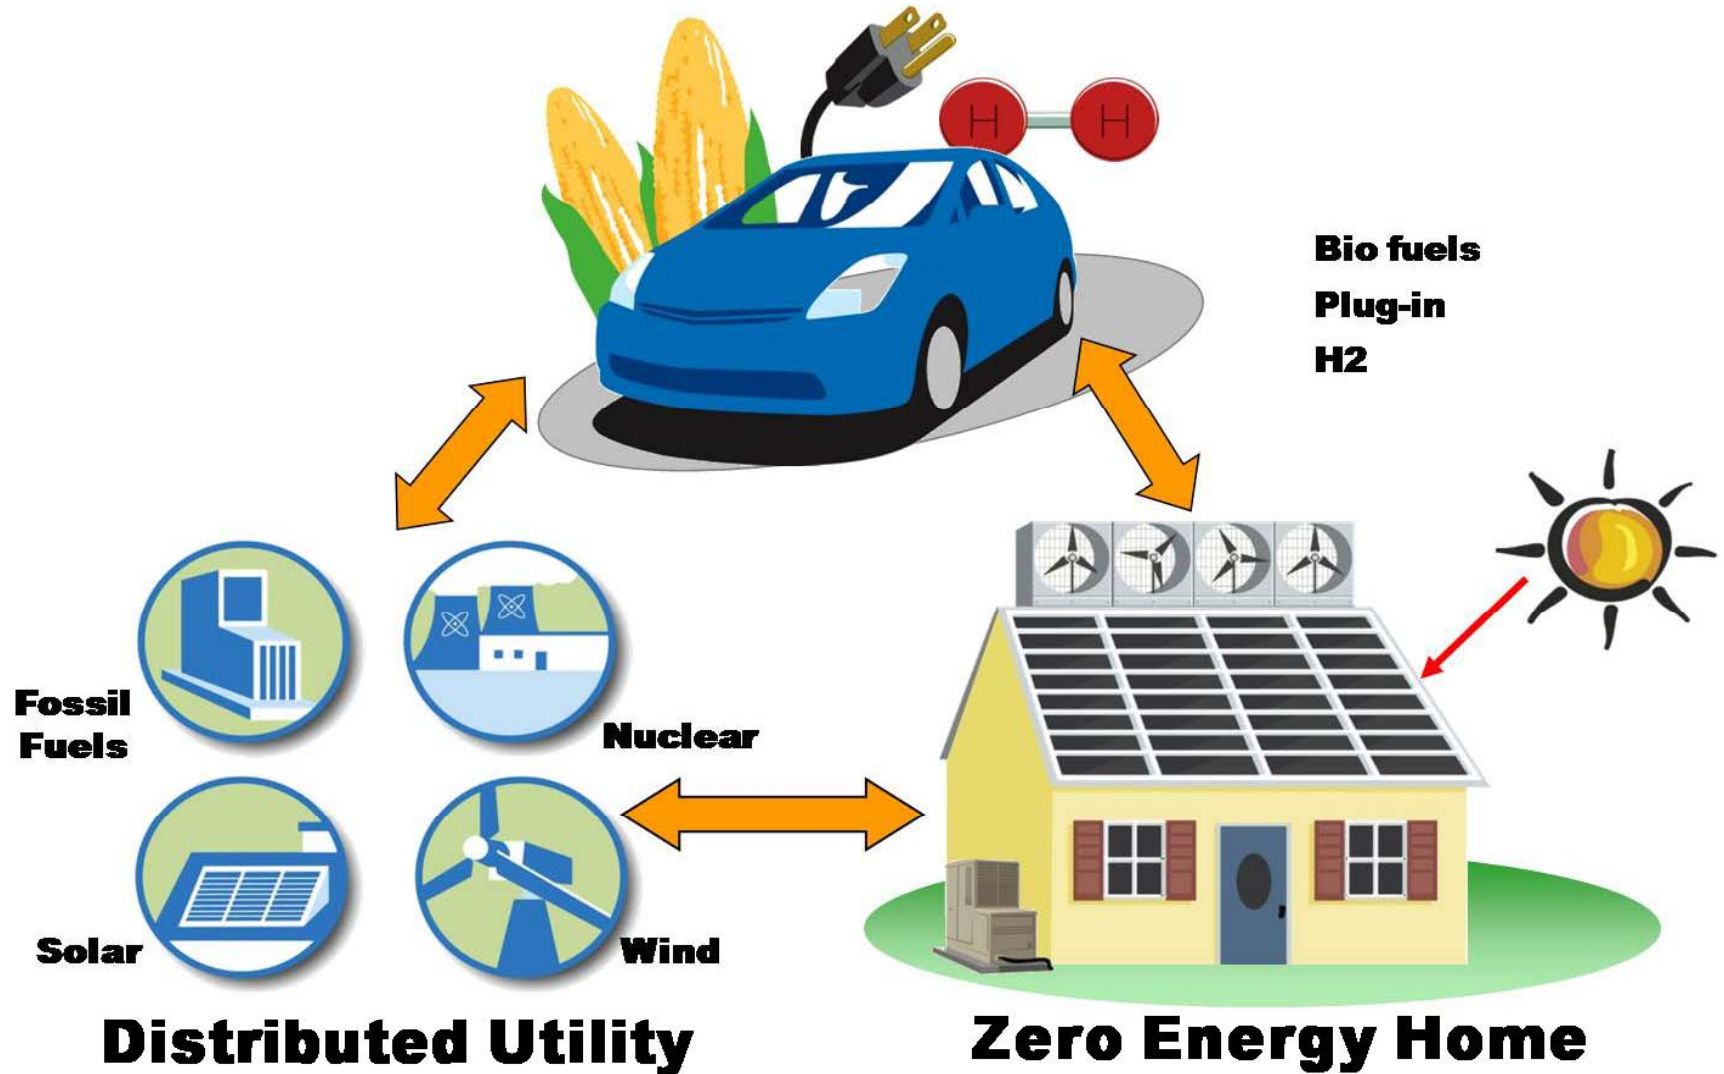 H H
Bio fuels
Plug-in
H2
Fossil
Fuels
Nuclear
Solar
Wind
Distributed Utility
Zero Energy Home